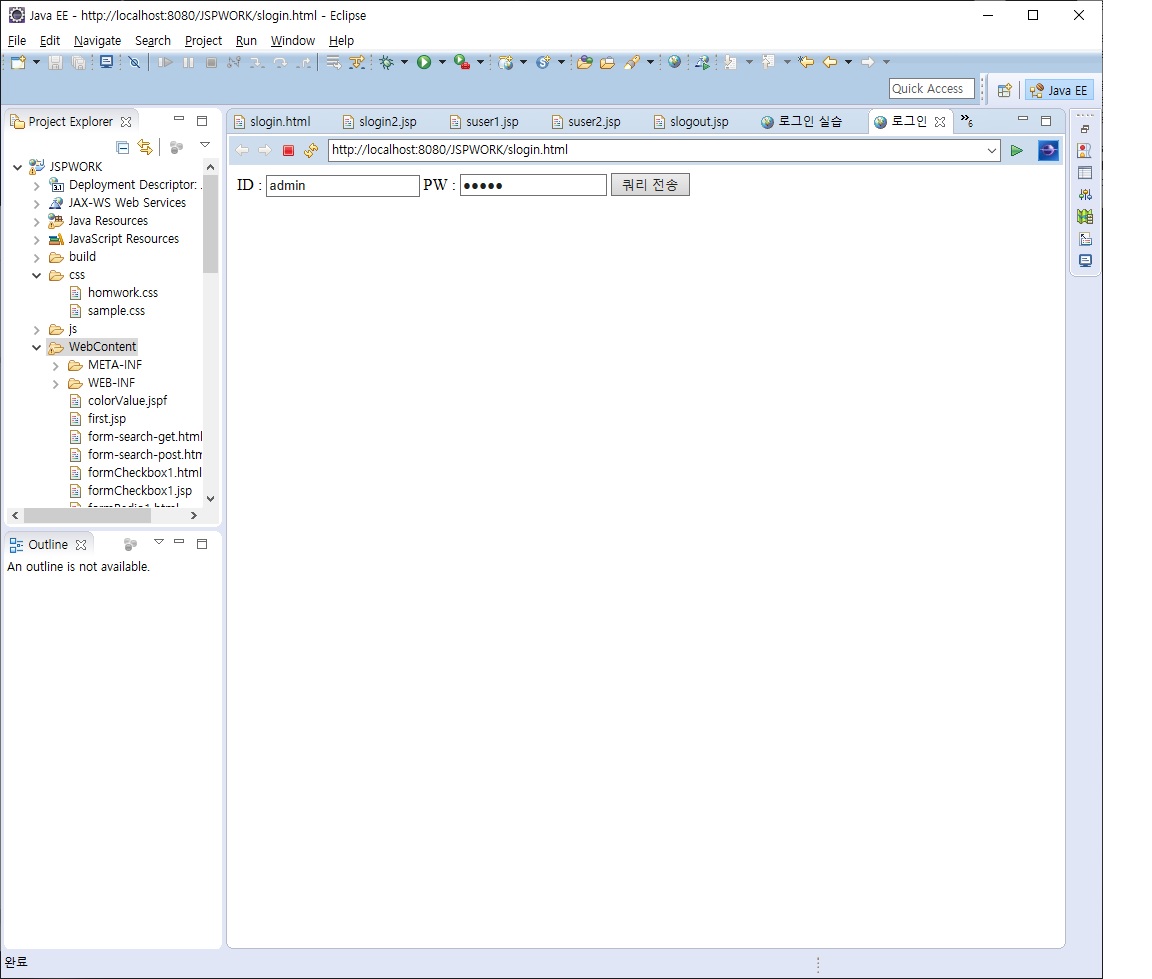 Java EE - http://localhost:8080/JSPWORK/slogin.html - Eclipse
File Edit Navigate Search Project Run Window Help
Quick Access
Java EE
Project Explorer
slogin.html slogin2.jsp suser1.jsp suser2.jsp slogout.jsp 로그인 실습 로그인 »6
http://localhost:8080/JSPWORK/slogin.html
ID : admin PW : ●●●●● 쿼리 전송
JSPWORK
Deployment Descriptor: .
JAX-WS Web Services
Java Resources
JavaScript Resources
build
css
homwork.css
sample.css
js
WebContent
META-INF
WEB-INF
colorValue.jspf
first.jsp
form-search-get.html
form-search-post.htm
formCheckbox1.html
formCheckbox1.jsp
Outline
An outline is not available.
완료